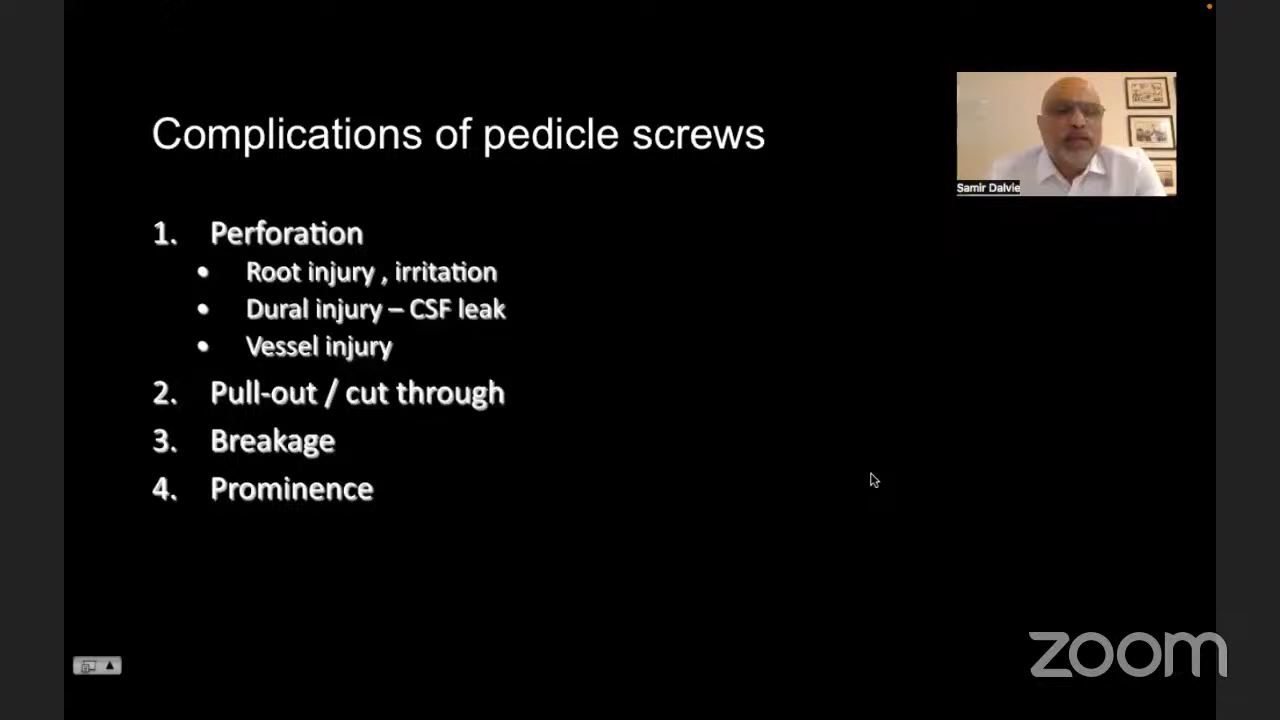 Complications of pedicle screws
Samir Dalvie
1. Perforation
• Root injury , irritation
• Dural injury – CSF leak
• Vessel injury
2. Pull-out / cut through
3. Breakage
4. Prominence
zoom